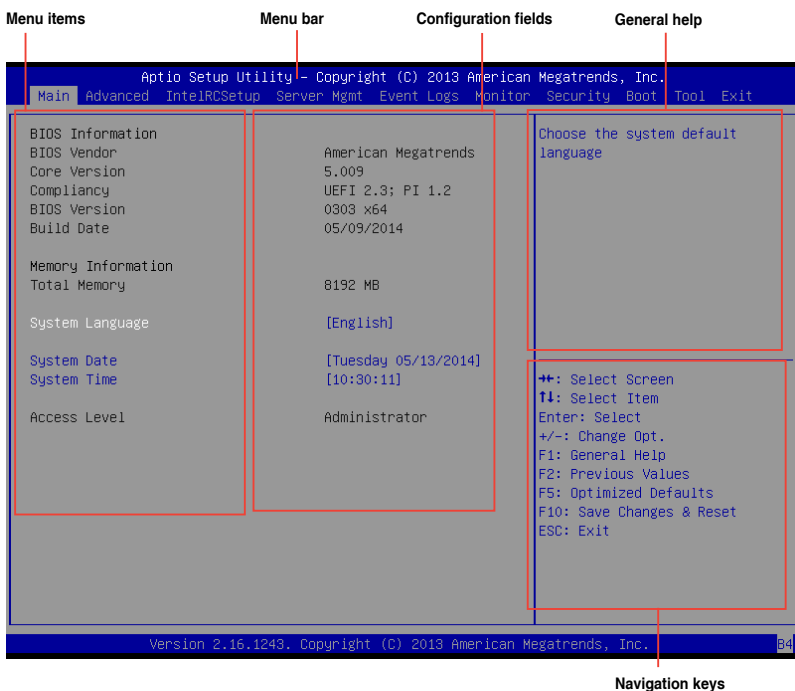 Menu items Menu bar Configuration fields General help
Aptio Setup Utility – Copyright (C) 2013 American Megatrends, Inc.
Main Advanced IntelRCSetup Server Mgmt Event Logs Monitor Security Boot Tool Exit
BIOS Information
BIOS Vendor American Megatrends
Core Version 5.009
Compliancy UEFI 2.3; PI 1.2
BIOS Version 0303 x64
Build Date 05/09/2014
Memory Information
Total Memory 8192 MB
System Language [English]
System Date [Tuesday 05/13/2014]
System Time [10:30:11]
Access Level Administrator
Choose the system default
language
→←: Select Screen
↑↓: Select Item
Enter: Select
+/-: Change Opt.
F1: General Help
F2: Previous Values
F5: Optimized Defaults
F10: Save Changes & Reset
ESC: Exit
Version 2.16.1243. Copyright (C) 2013 American Megatrends, Inc.
B4
Navigation keys